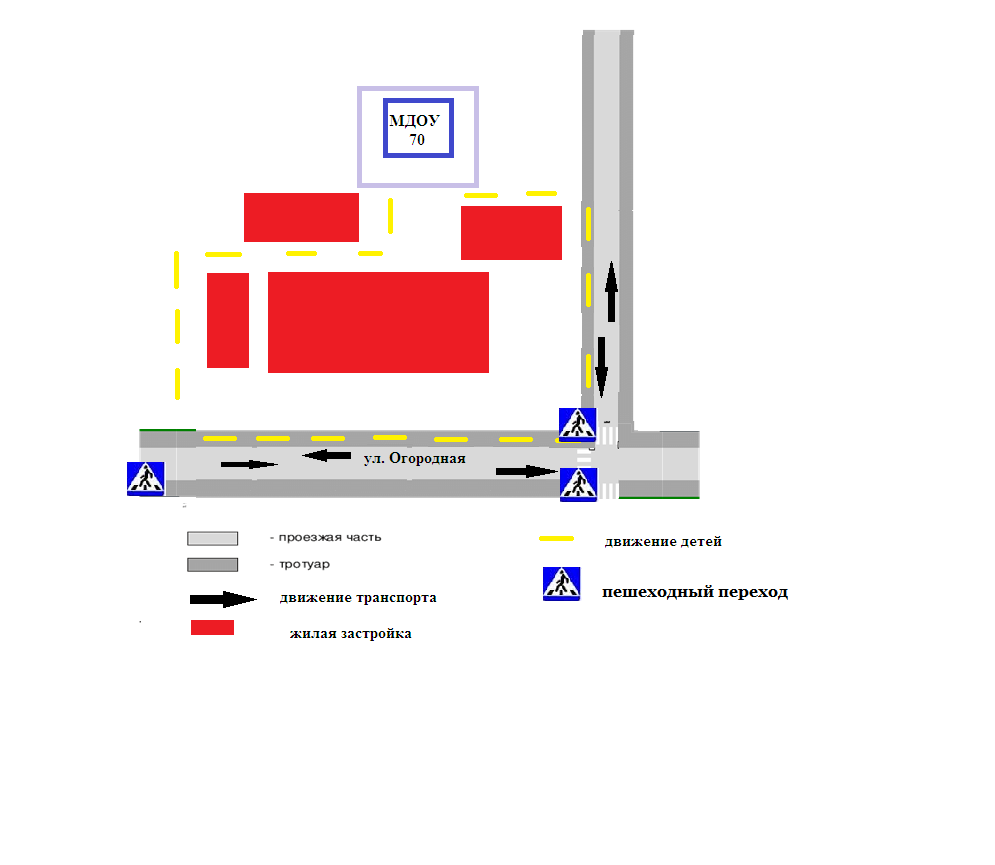 МДОУ
70
ул. Огородная
- проезжая часть
- тротуар
движение транспорта
жилая застройка
движение детей
пешеходный переход